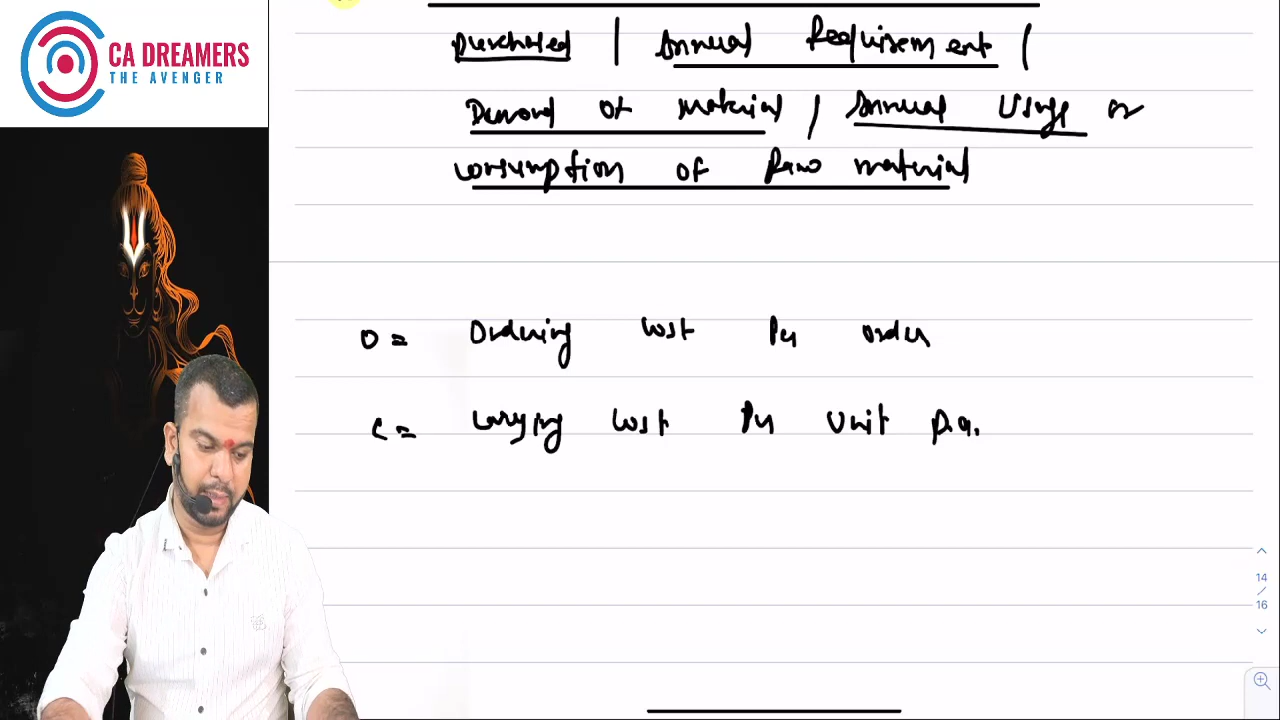 CA DREAMERS
THE AVENGER
purchased | Annual Requirement |
Demand of material | Annual Usage or
consumption of Raw material
O = Ordering cost Per order
C = Carrying cost Per Unit p.a.
14
/
16